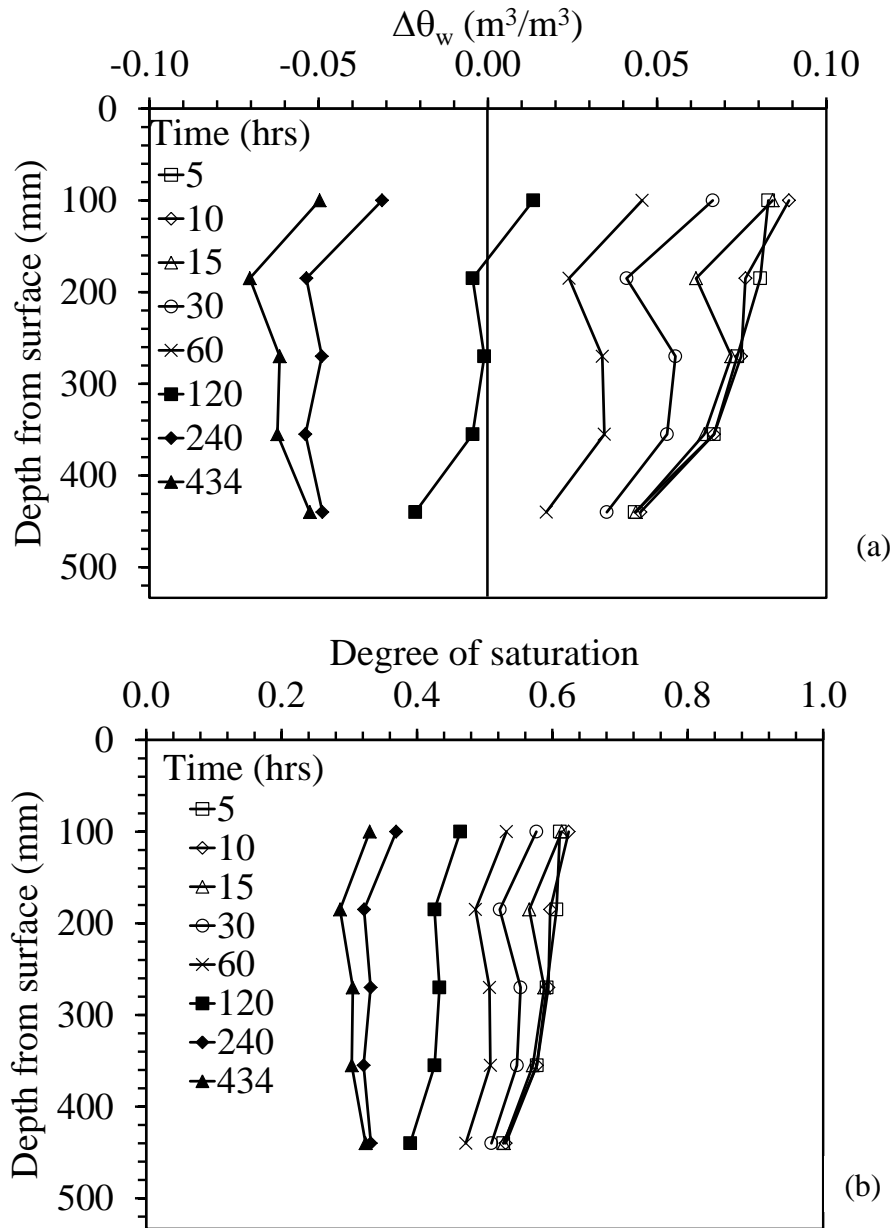 Δθw (m³/m³)
-0.10 -0.05 0.00 0.05 0.10
0
100
200
300
400
500
Depth from surface (mm)
Time (hrs)
5
10
15
30
60
120
240
434
(a)
Degree of saturation
0.0 0.2 0.4 0.6 0.8 1.0
0
100
200
300
400
500
Depth from surface (mm)
Time (hrs)
5
10
15
30
60
120
240
434
(b)